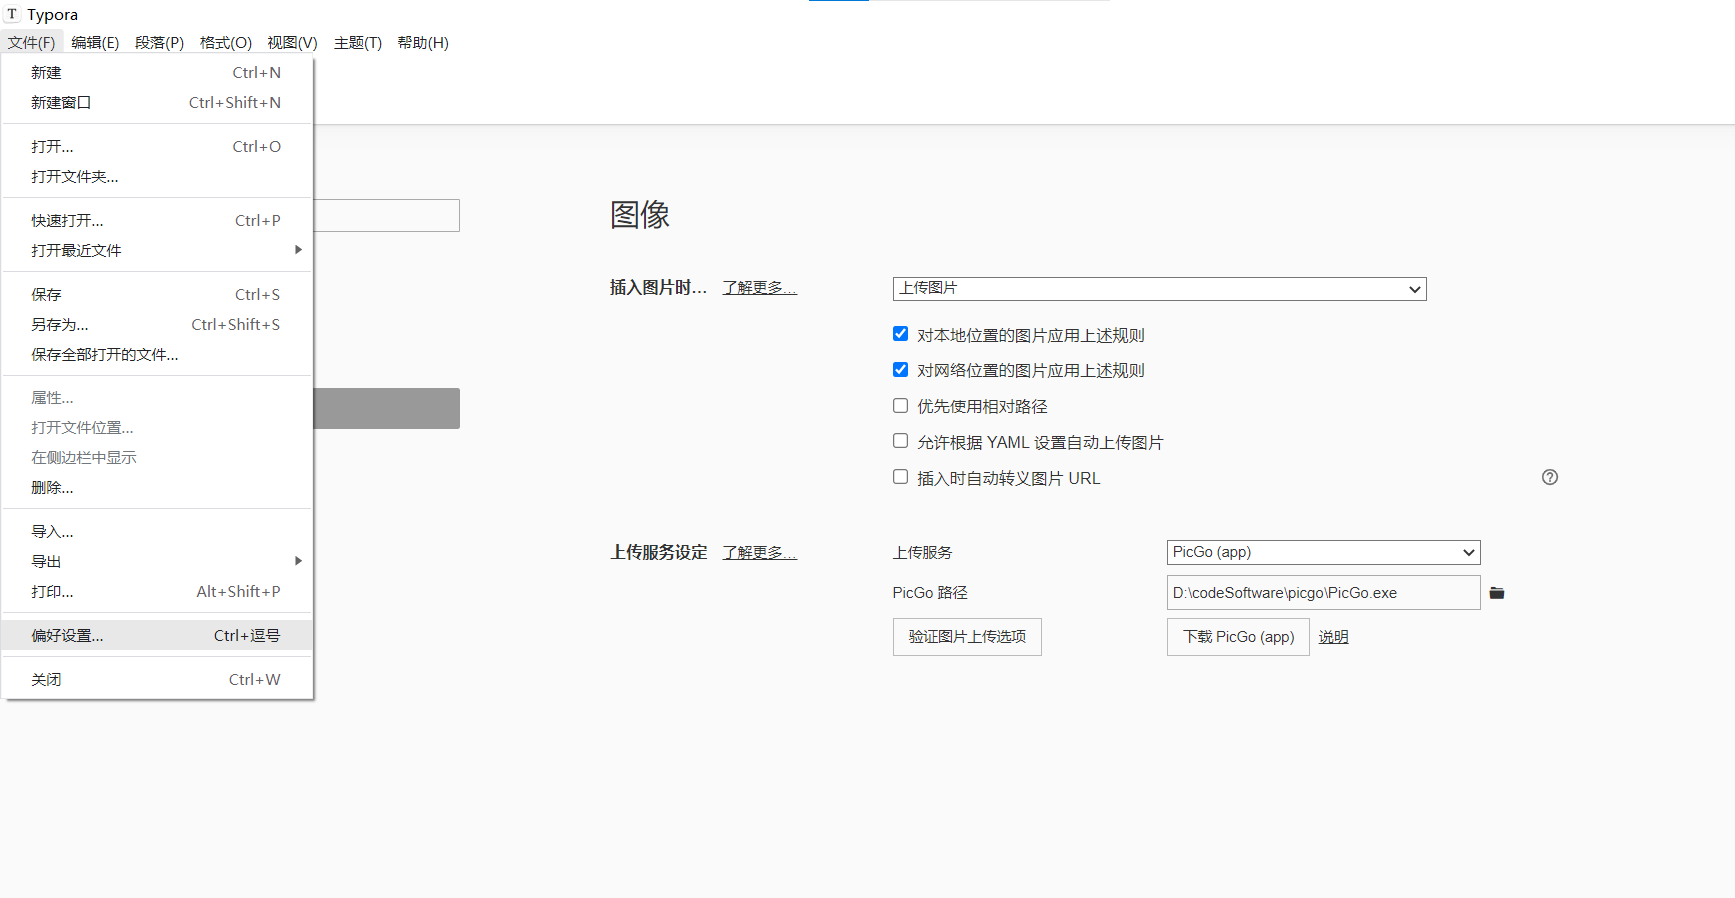 T Typora
文件(F) 编辑(E) 段落(P) 格式(O) 视图(V) 主题(T) 帮助(H)
新建 Ctrl+N
新建窗口 Ctrl+Shift+N
打开... Ctrl+O
打开文件夹...
快速打开... Ctrl+P
打开最近文件
保存 Ctrl+S
另存为... Ctrl+Shift+S
保存全部打开的文件...
属性...
打开文件位置...
在侧边栏中显示
删除...
导入...
导出
打印... Alt+Shift+P
偏好设置... Ctrl+逗号
关闭 Ctrl+W
图像
插入图片时... 了解更多...
上传图片
对本地位置的图片应用上述规则
对网络位置的图片应用上述规则
优先使用相对路径
允许根据 YAML 设置自动上传图片
插入时自动转义图片 URL
上传服务设定 了解更多...
上传服务 PicGo (app)
PicGo 路径 D:\codeSoftware\picgo\PicGo.exe
验证图片上传选项 下载 PicGo (app) 说明